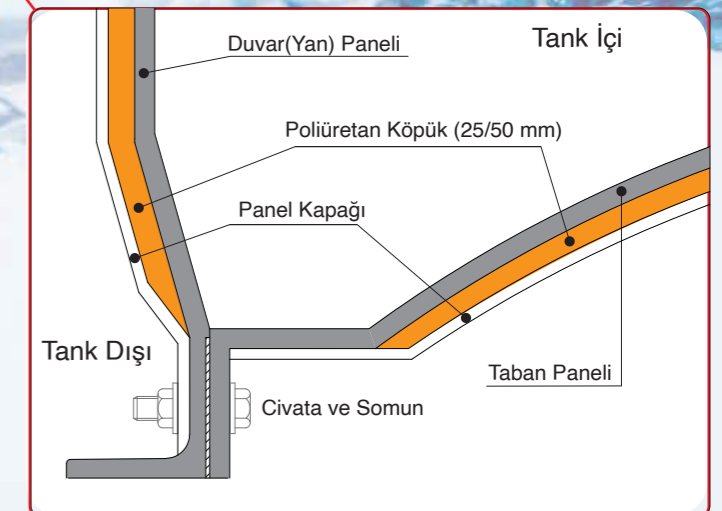 Duvar(Yan) Paneli
Tank İçi
Poliüretan Köpük (25/50 mm)
Panel Kapağı
Tank Dışı
Taban Paneli
Civata ve Somun